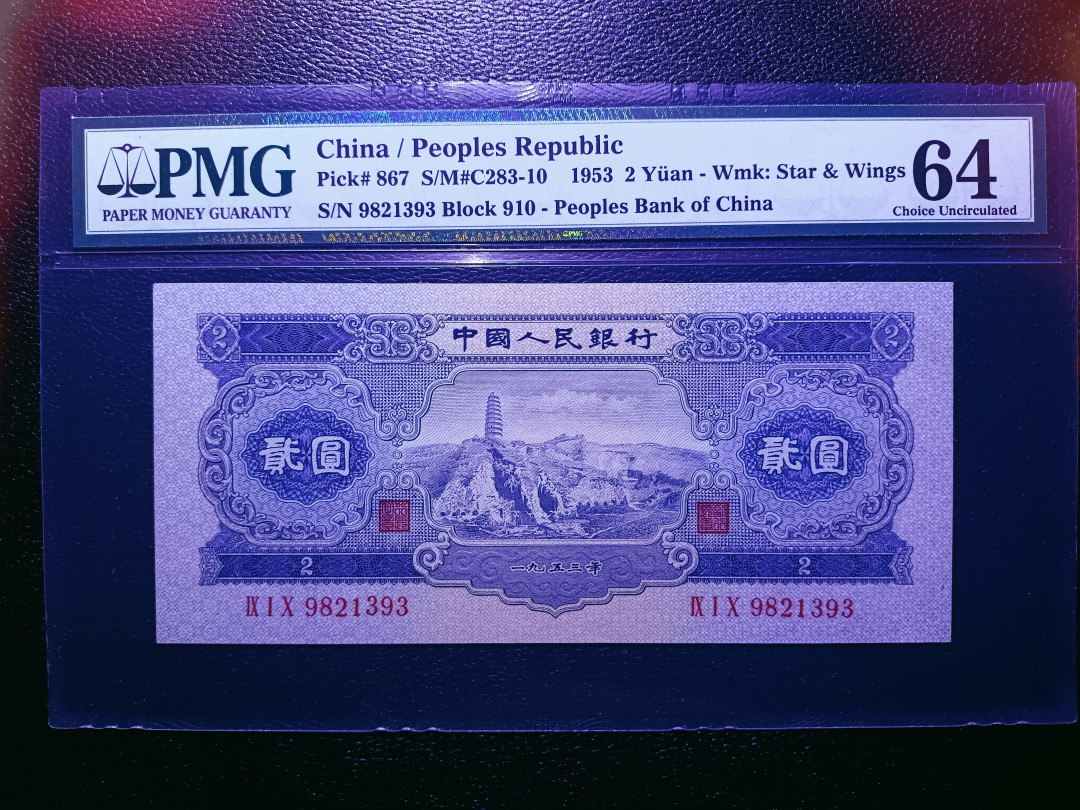 PMG
PAPER MONEY GUARANTY
China / Peoples Republic
Pick# 867 S/M#C283-10 1953 2 Yüan - Wmk: Star & Wings
S/N 9821393 Block 910 - Peoples Bank of China
64
Choice Uncirculated
2 中國人民銀行 2
貳圓 貳圓
2 一九五三年 2
IX I X 9821393 IX I X 9821393